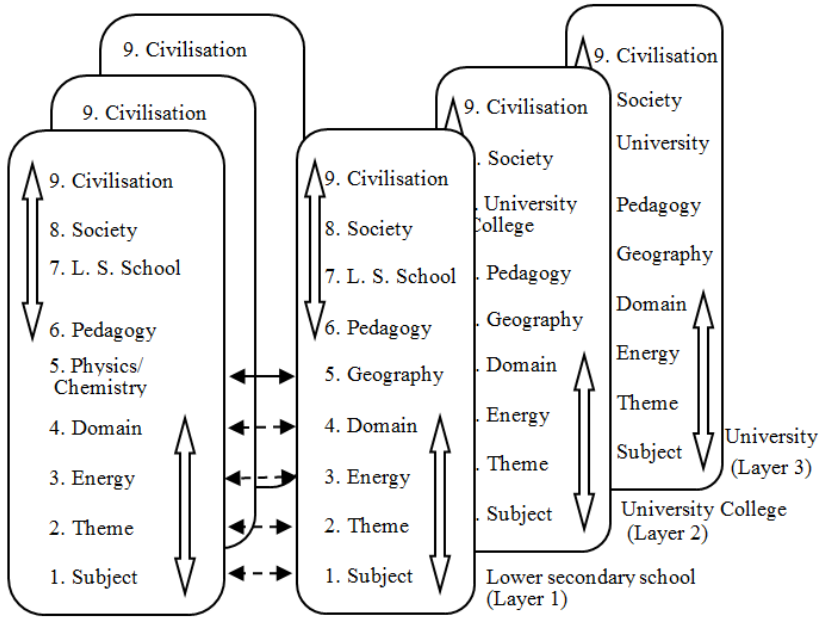 9. Civilisation
9. Civilisation
9. Civilisation
8. Society
7. L. S. School
6. Pedagogy
5. Physics/
Chemistry
4. Domain
3. Energy
2. Theme
1. Subject
9. Civilisation
8. Society
7. L. S. School
6. Pedagogy
5. Geography
4. Domain
3. Energy
2. Theme
1. Subject
Lower secondary school
(Layer 1)
9. Civilisation
. Society
. University
College
. Pedagogy
. Geography
. Domain
. Energy
. Theme
. Subject
University College
(Layer 2)
9. Civilisation
Society
University
Pedagogy
Geography
Domain
Energy
Theme
Subject
University
(Layer 3)